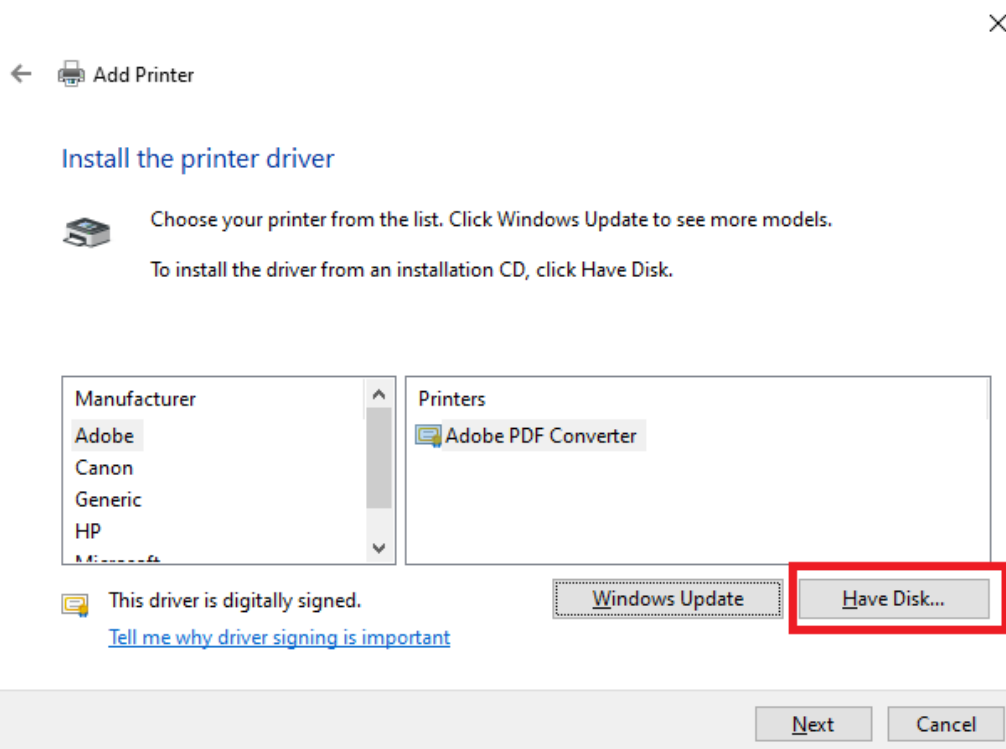 Add Printer
Install the printer driver
Choose your printer from the list. Click Windows Update to see more models.
To install the driver from an installation CD, click Have Disk.
Manufacturer
Adobe
Canon
Generic
HP
Microsoft
Printers
Adobe PDF Converter
This driver is digitally signed.
Tell me why driver signing is important
Windows Update
Have Disk...
Next
Cancel